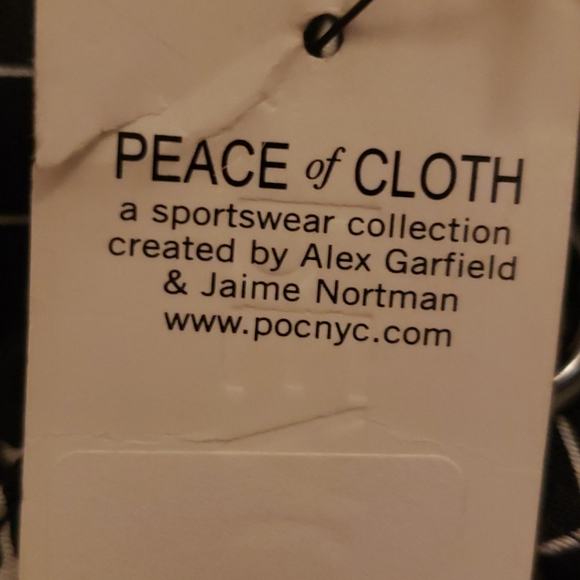 PEACE of CLOTH
a sportswear collection
created by Alex Garfield
& Jaime Nortman
www.pocnyc.com